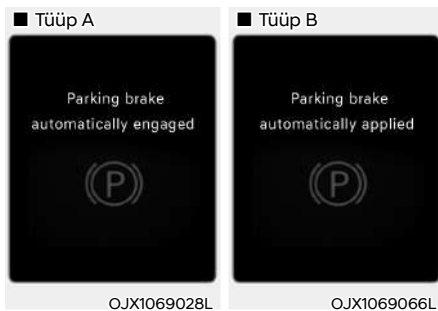 ■ Tüüp A
Parking brake
automatically engaged
(P)
OJX1069028L
■ Tüüp B
Parking brake
automatically applied
(P)
OJX1069066L